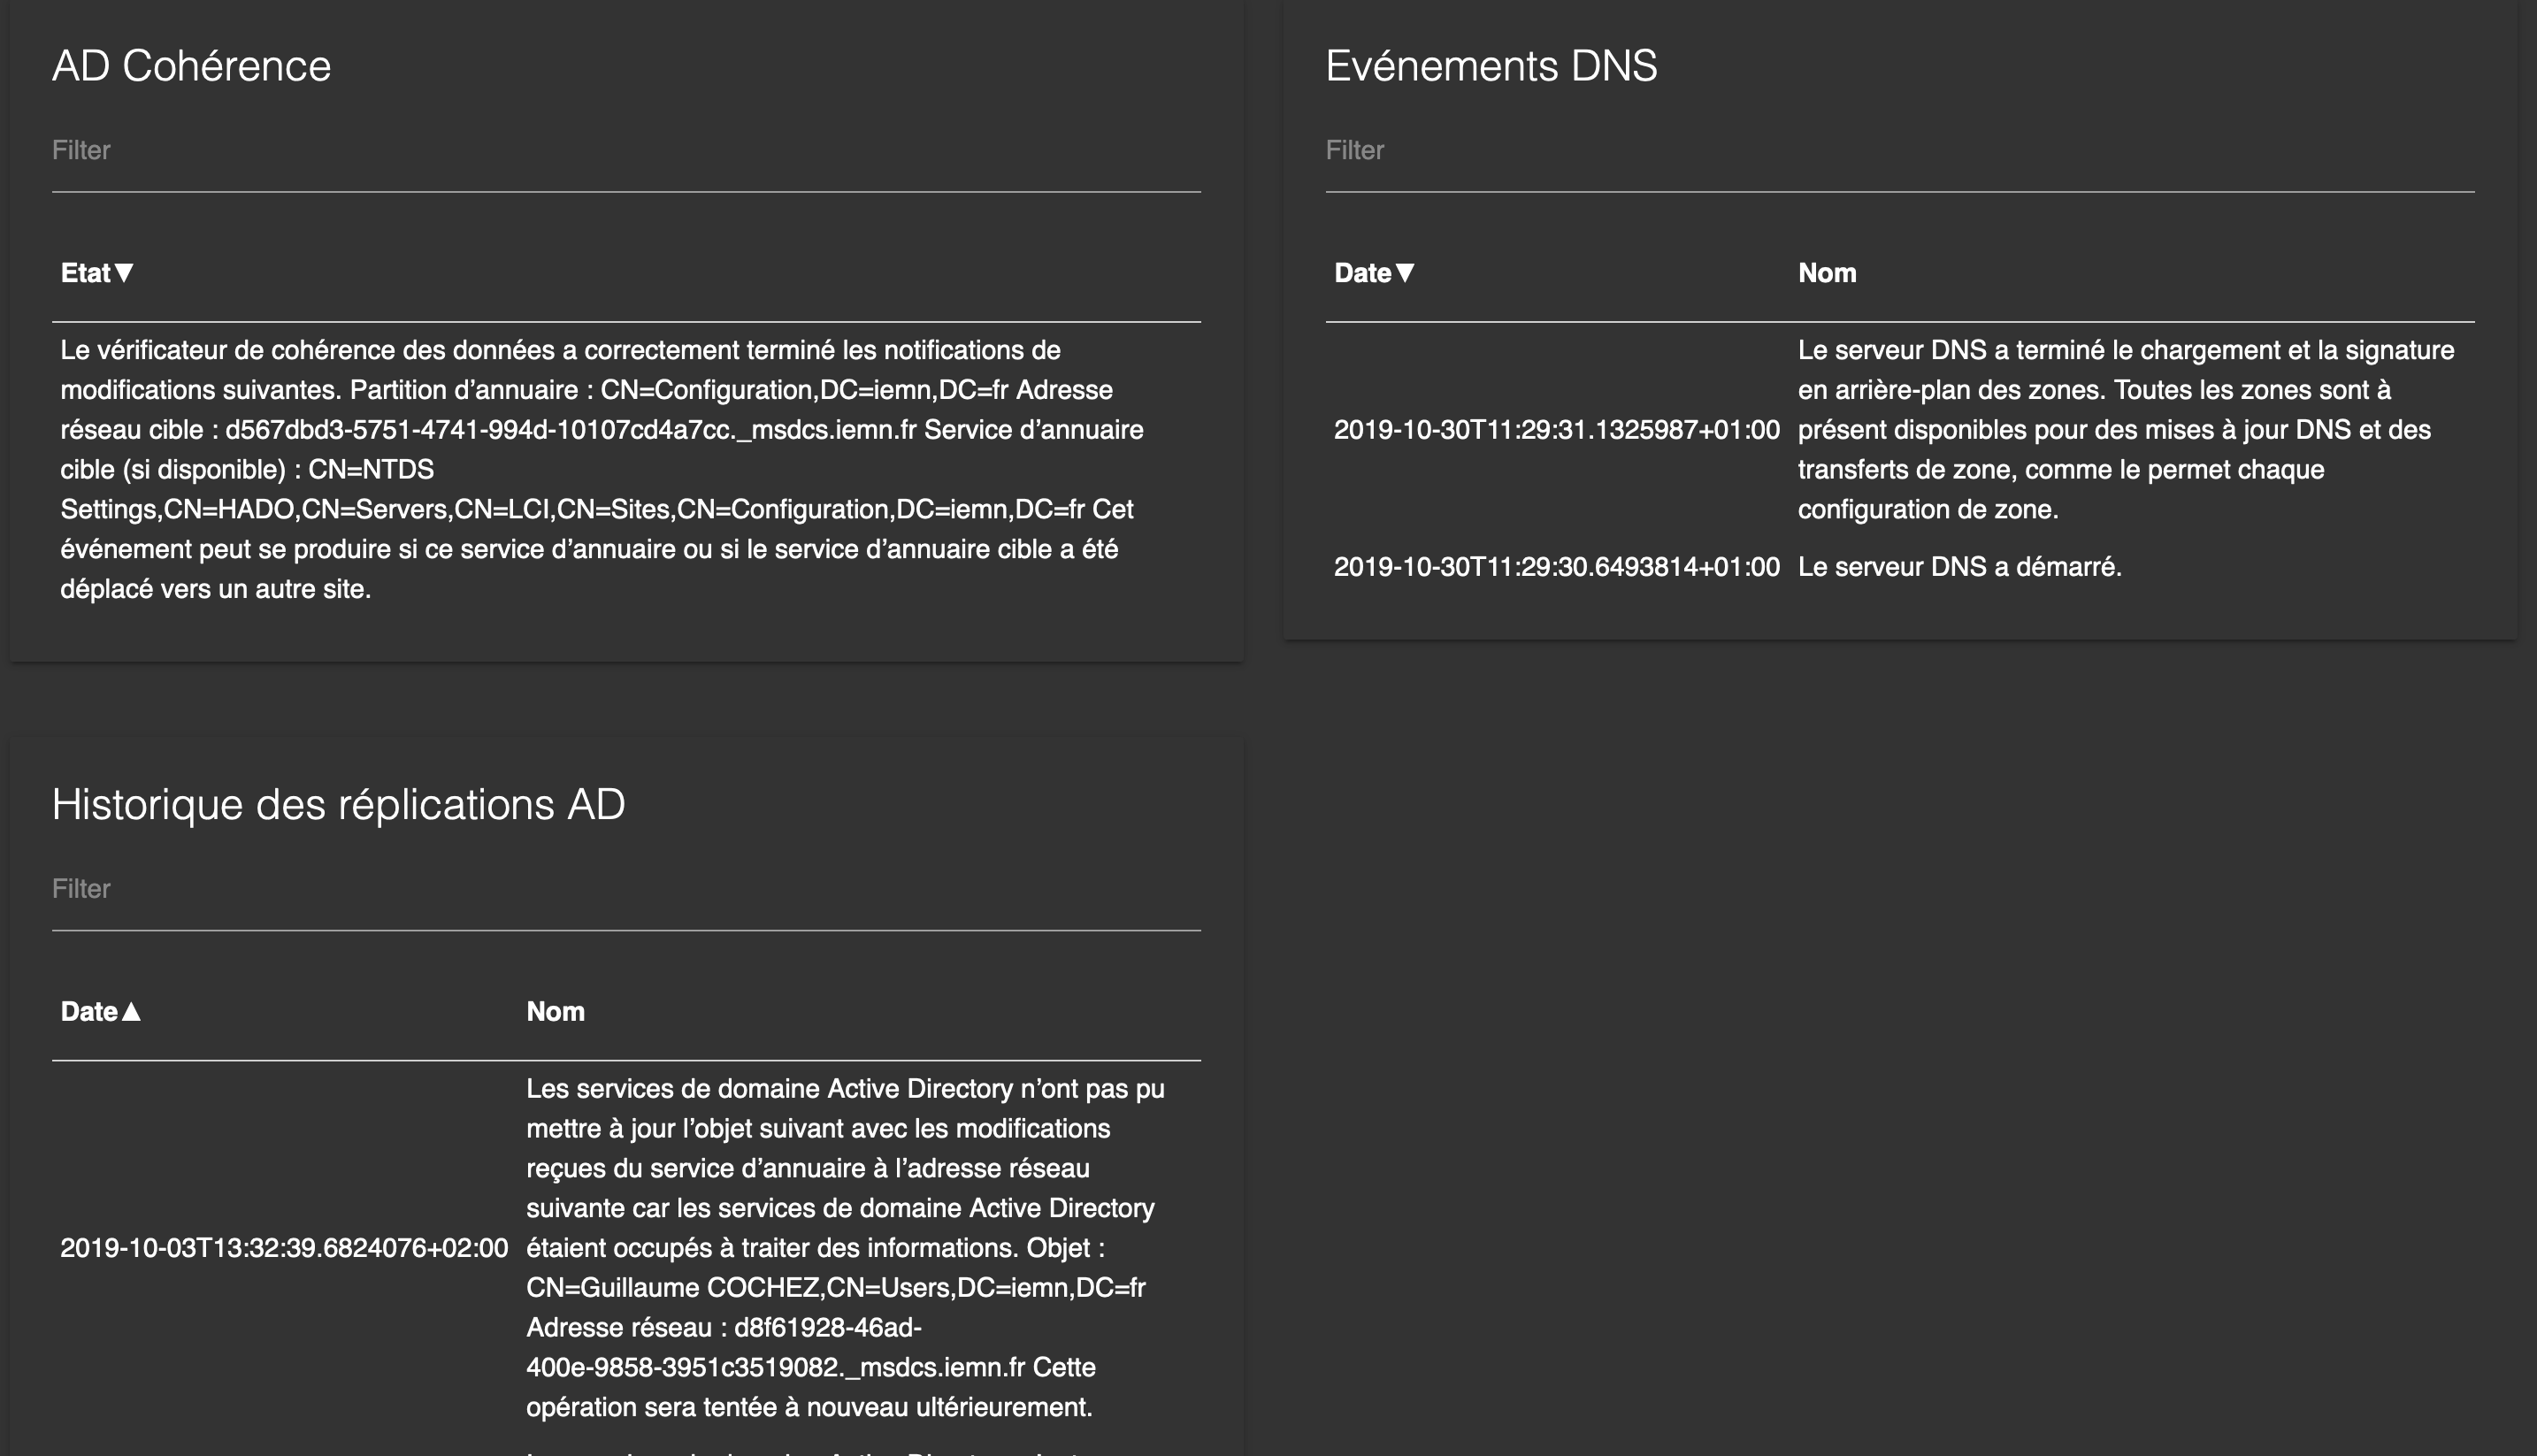 AD Cohérence
Filter
Etat▼
Le vérificateur de cohérence des données a correctement terminé les notifications de
modifications suivantes. Partition d’annuaire : CN=Configuration,DC=iemn,DC=fr Adresse
réseau cible : d567dbd3-5751-4741-994d-10107cd4a7cc._msdcs.iemn.fr Service d’annuaire
cible (si disponible) : CN=NTDS
Settings,CN=HADO,CN=Servers,CN=LCI,CN=Sites,CN=Configuration,DC=iemn,DC=fr Cet
événement peut se produire si ce service d’annuaire ou si le service d’annuaire cible a été
déplacé vers un autre site.
Evénements DNS
Filter
Date▼ Nom
Le serveur DNS a terminé le chargement et la signature
en arrière-plan des zones. Toutes les zones sont à
2019-10-30T11:29:31.1325987+01:00 présent disponibles pour des mises à jour DNS et des
transferts de zone, comme le permet chaque
configuration de zone.
2019-10-30T11:29:30.6493814+01:00 Le serveur DNS a démarré.
Historique des réplications AD
Filter
Date▲ Nom
Les services de domaine Active Directory n’ont pas pu
mettre à jour l’objet suivant avec les modifications
reçues du service d’annuaire à l’adresse réseau
suivante car les services de domaine Active Directory
2019-10-03T13:32:39.6824076+02:00 étaient occupés à traiter des informations. Objet :
CN=Guillaume COCHEZ,CN=Users,DC=iemn,DC=fr
Adresse réseau : d8f61928-46ad-
400e-9858-3951c3519082._msdcs.iemn.fr Cette
opération sera tentée à nouveau ultérieurement.